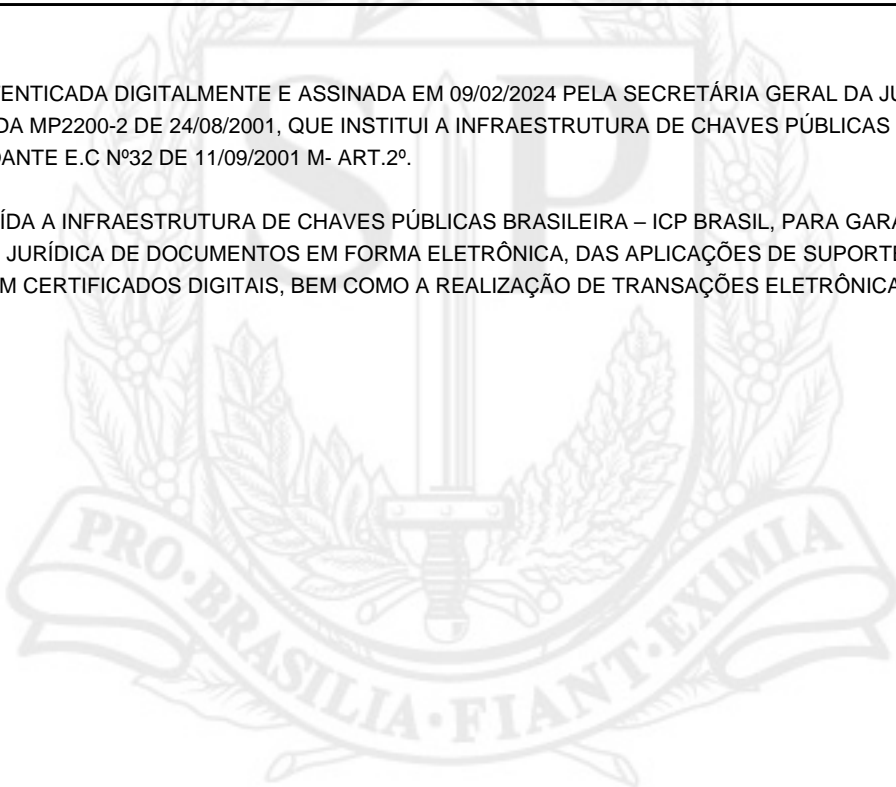 ENTICADA DIGITALMENTE E ASSINADA EM 09/02/2024 PELA SECRETÁRIA GERAL DA JU
DA MP2200-2 DE 24/08/2001, QUE INSTITUI A INFRAESTRUTURA DE CHAVES PÚBLICAS
DANTE E.C Nº32 DE 11/09/2001 M- ART.2º.
ÍDA A INFRAESTRUTURA DE CHAVES PÚBLICAS BRASILEIRA – ICP BRASIL, PARA GARA
JURÍDICA DE DOCUMENTOS EM FORMA ELETRÔNICA, DAS APLICAÇÕES DE SUPORTE
M CERTIFICADOS DIGITAIS, BEM COMO A REALIZAÇÃO DE TRANSAÇÕES ELETRÔNICA
SP
PRO·BRASILIA·FIANT·EXIMIA